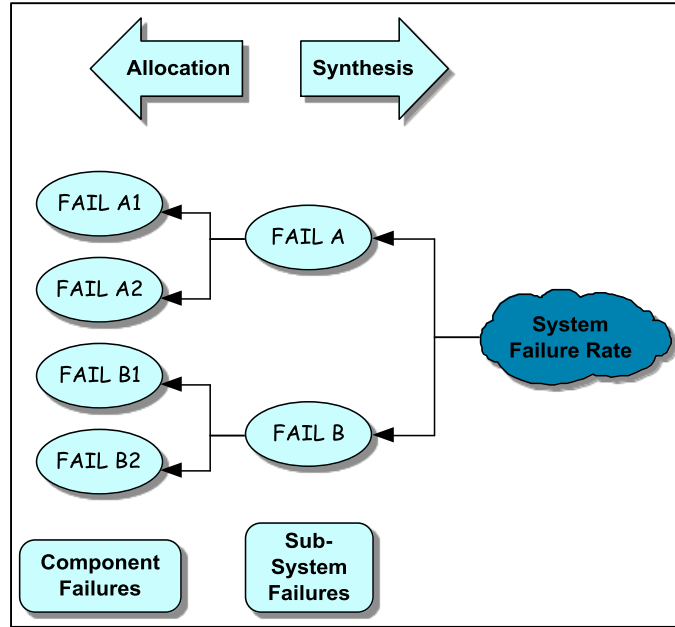 Allocation
Synthesis
FAIL A1
FAIL A
FAIL A2
System
Failure Rate
FAIL B1
FAIL B
FAIL B2
Component
Failures
Sub-
System
Failures